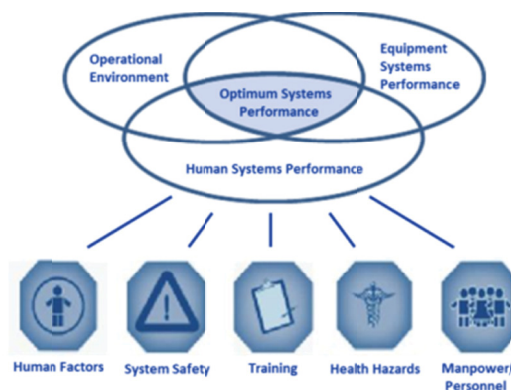 Operational
Environment
Equipment
Systems
Performance
Optimum Systems
Performance
Human Systems Performance
Human Factors
System Safety
Training
Health Hazards
Manpower/
Personnel